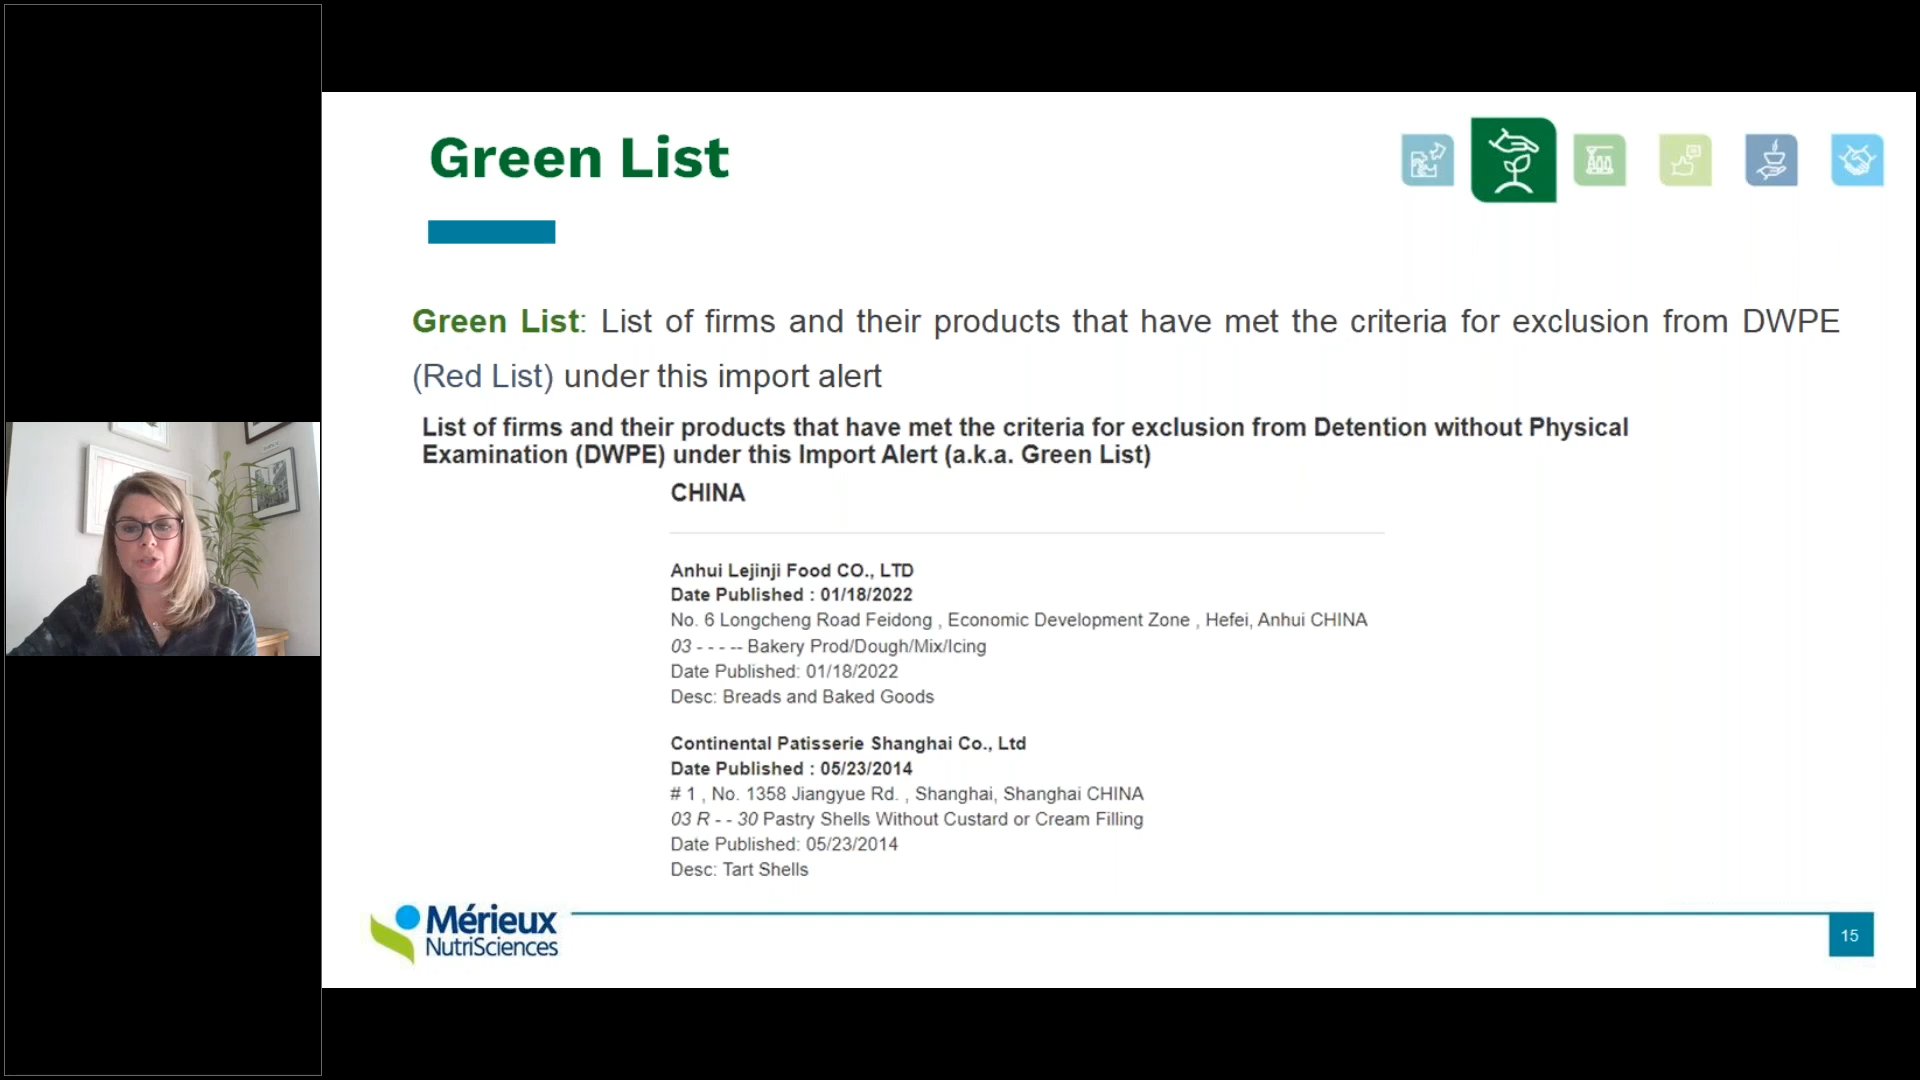 Green List
Green List: List of firms and their products that have met the criteria for exclusion from DWPE
(Red List) under this import alert
List of firms and their products that have met the criteria for exclusion from Detention without Physical
Examination (DWPE) under this Import Alert (a.k.a. Green List)
CHINA
Anhui Lejinji Food CO., LTD
Date Published : 01/18/2022
No. 6 Longcheng Road Feidong , Economic Development Zone , Hefei, Anhui CHINA
03 - - - -- Bakery Prod/Dough/Mix/Icing
Date Published: 01/18/2022
Desc: Breads and Baked Goods
Continental Patisserie Shanghai Co., Ltd
Date Published : 05/23/2014
# 1 , No. 1358 Jiangyue Rd. , Shanghai, Shanghai CHINA
03 R - - 30 Pastry Shells Without Custard or Cream Filling
Date Published: 05/23/2014
Desc: Tart Shells
Mérieux
NutriSciences
15